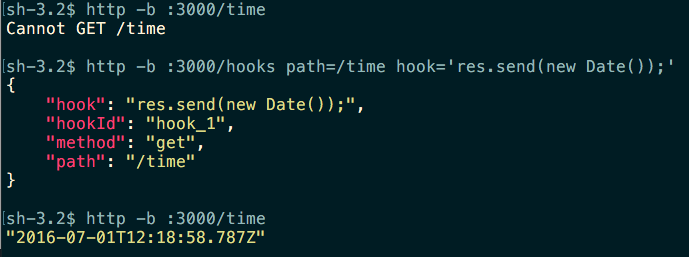 sh-3.2$ http -b :3000/time
Cannot GET /time
sh-3.2$ http -b :3000/hooks path=/time hook='res.send(new Date());'
{
    "hook": "res.send(new Date());",
    "hookId": "hook_1",
    "method": "get",
    "path": "/time"
}
sh-3.2$ http -b :3000/time
"2016-07-01T12:18:58.787Z"